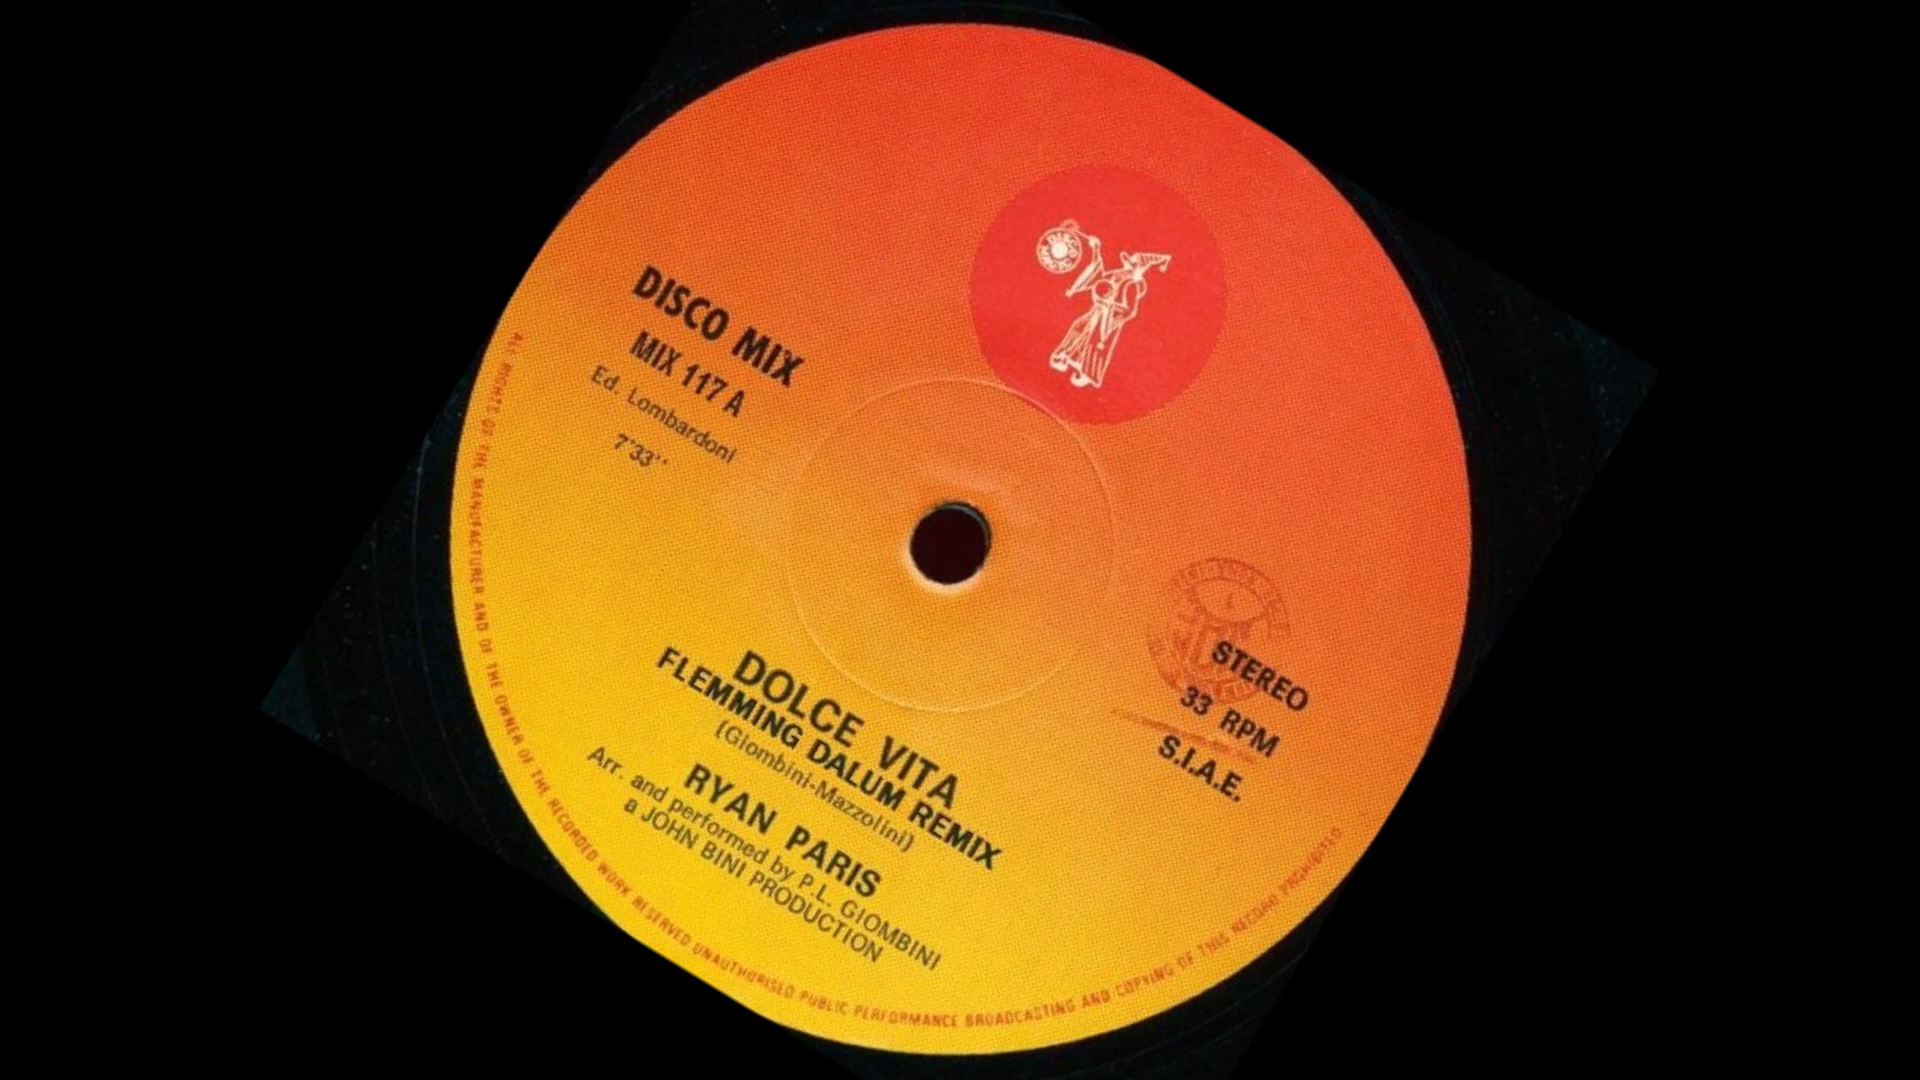 DISCO MAGIC
DISCO MIX
MIX 117 A
Ed. Lombardoni
7'33''
STEREO
33 RPM
S.I.A.E.
DOLCE VITA
FLEMMING DALUM REMIX
(Giombini-Mazzolini)
RYAN PARIS
Arr. and performed by P.L. GIOMBINI
a JOHN BINI PRODUCTION
ALL RIGHTS OF THE MANUFACTURER AND OF THE OWNER OF THE RECORDED WORK RESERVED UNAUTHORISED PUBLIC PERFORMANCE BROADCASTING AND COPYING OF THIS RECORD PROHIBITED